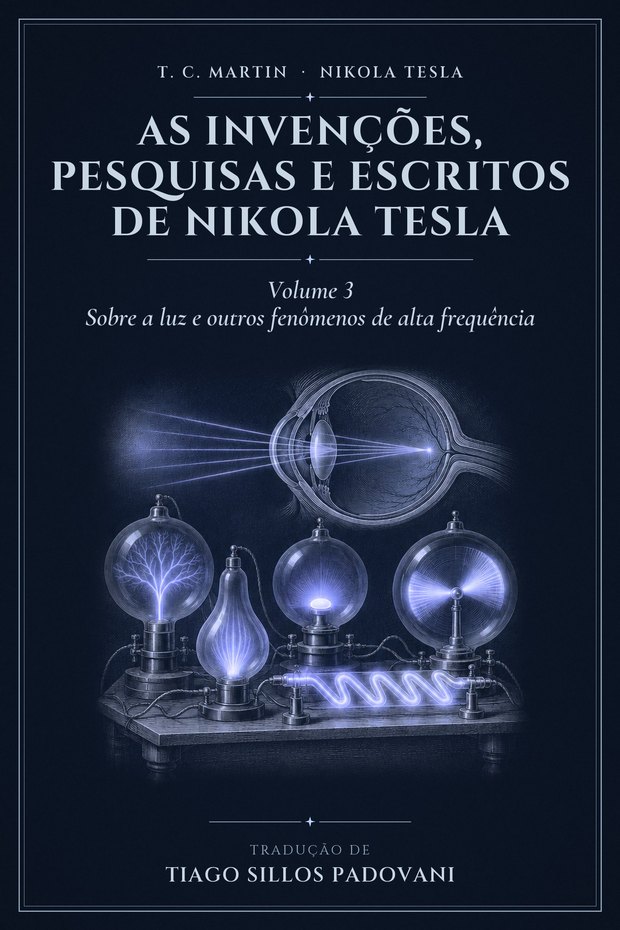 T. C. MARTIN · NIKOLA TESLA
AS INVENÇÕES,
PESQUISAS E ESCRITOS
DE NIKOLA TESLA
Volume 3
Sobre a luz e outros fenômenos de alta frequência
TRADUÇÃO DE
TIAGO SILLOS PADOVANI